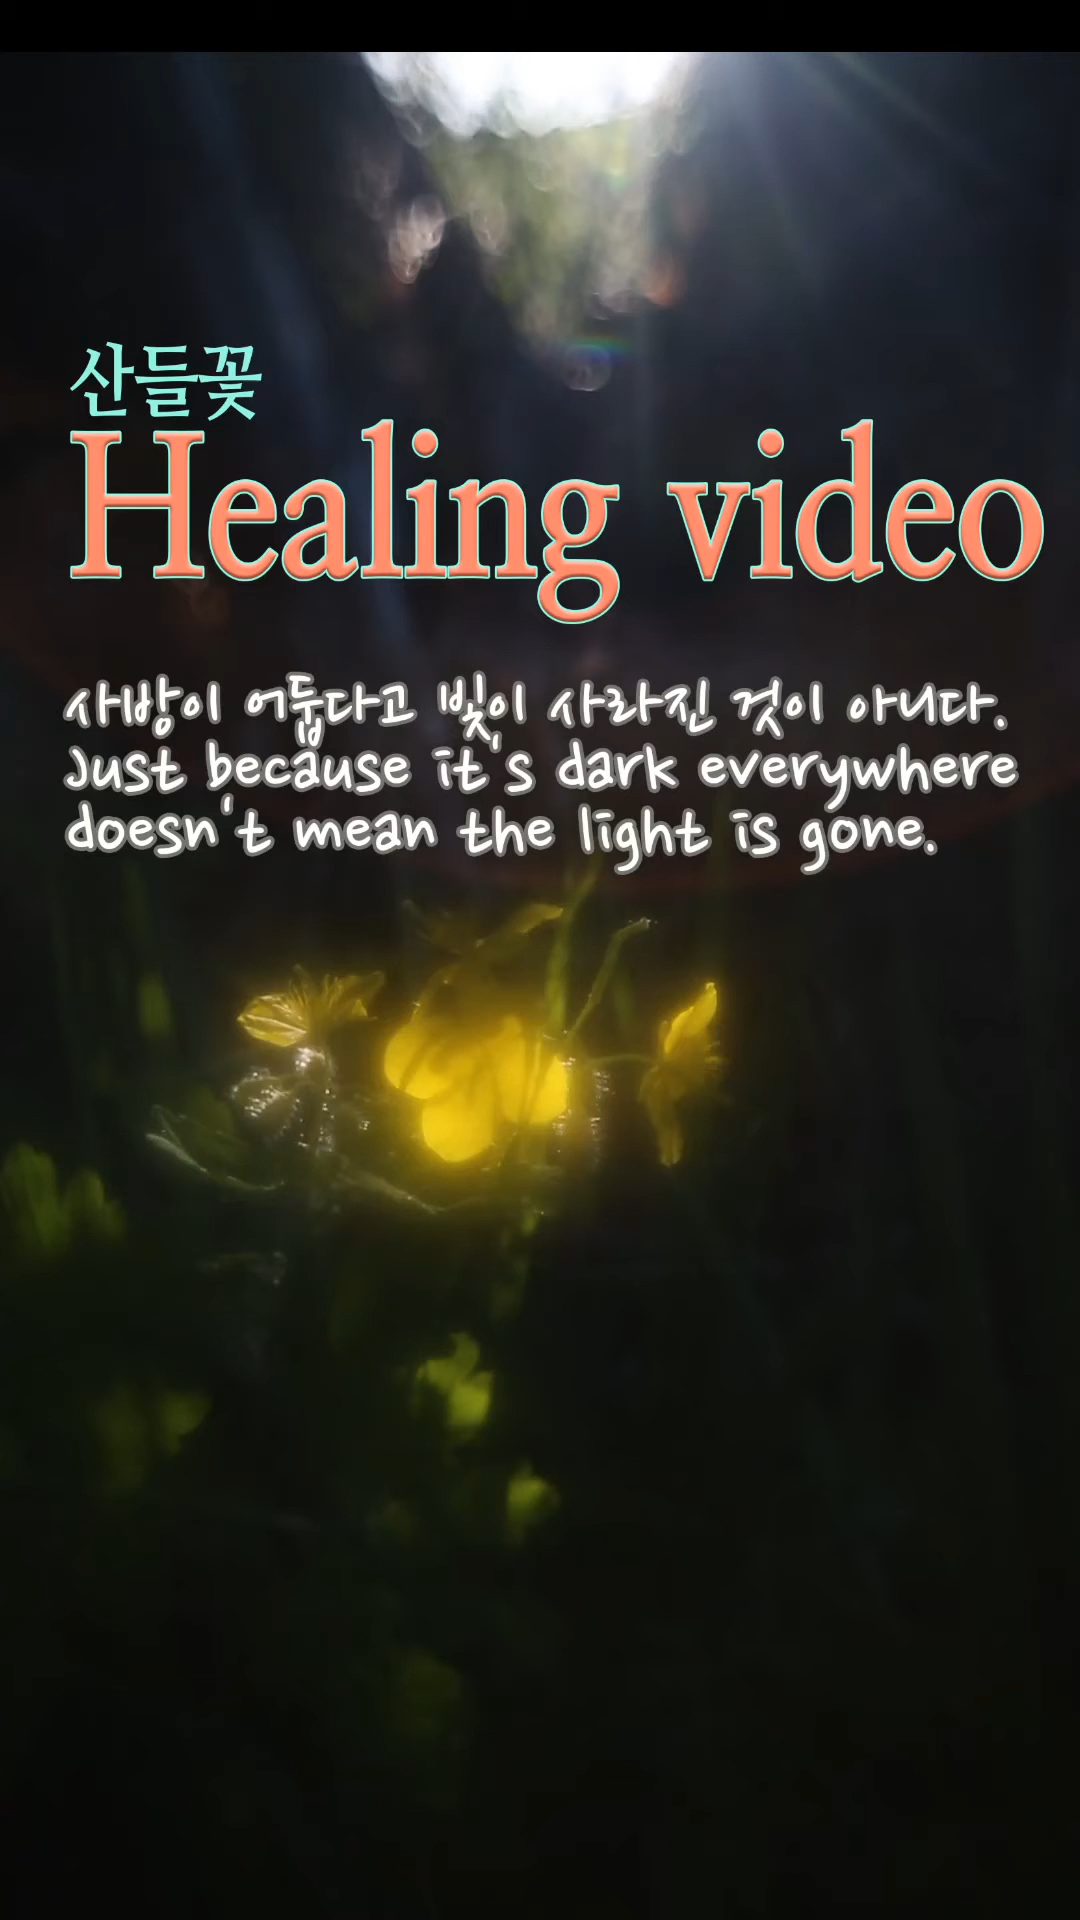 산들꽃
Healing video
사방이 어둡다고 빛이 사라진 것이 아니다.
Just because it's dark everywhere
doesn't mean the light is gone.